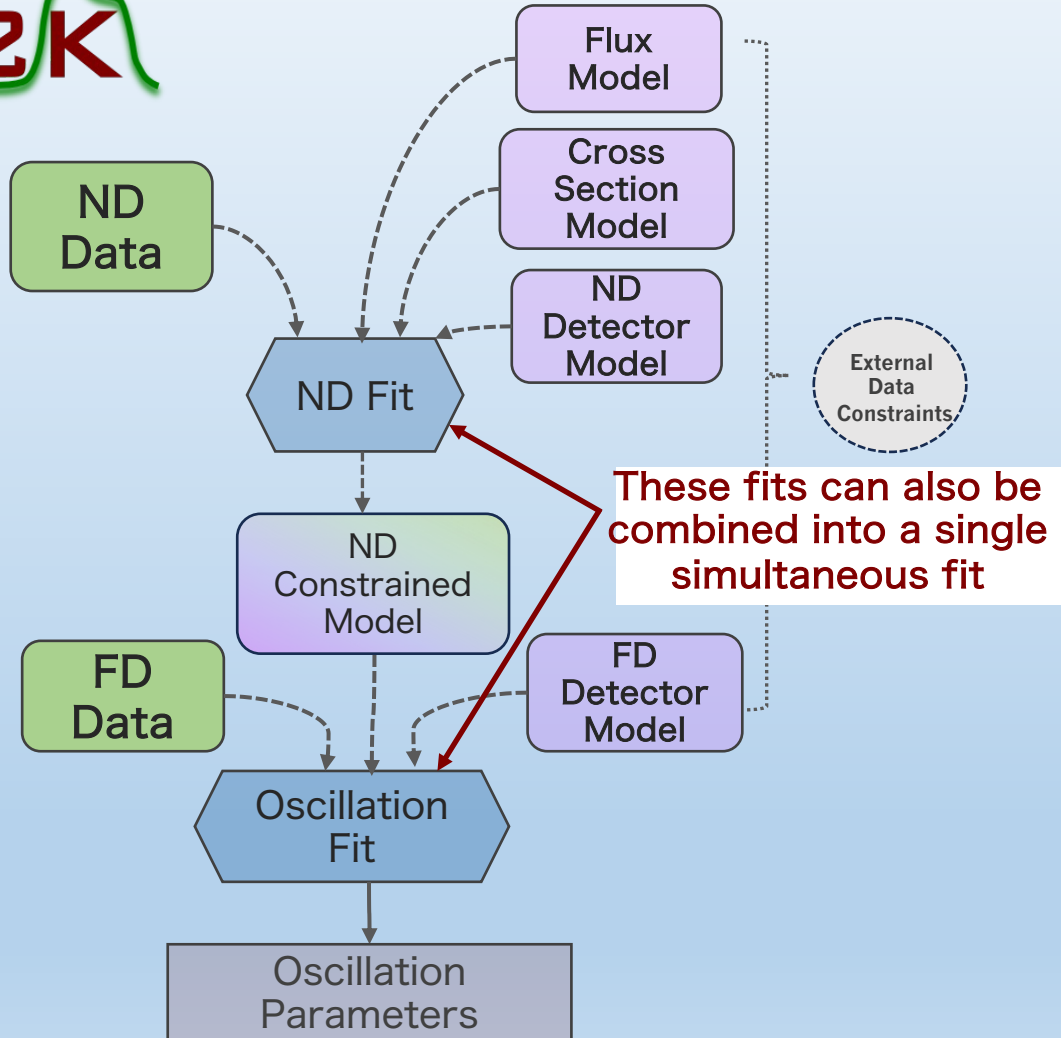 2K
Flux
Model
Cross
Section
Model
ND
Data
ND
Detector
Model
External
Data
Constraints
ND Fit
These fits can also be
combined into a single
simultaneous fit
ND
Constrained
Model
FD
Data
FD
Detector
Model
Oscillation
Fit
Oscillation
Parameters